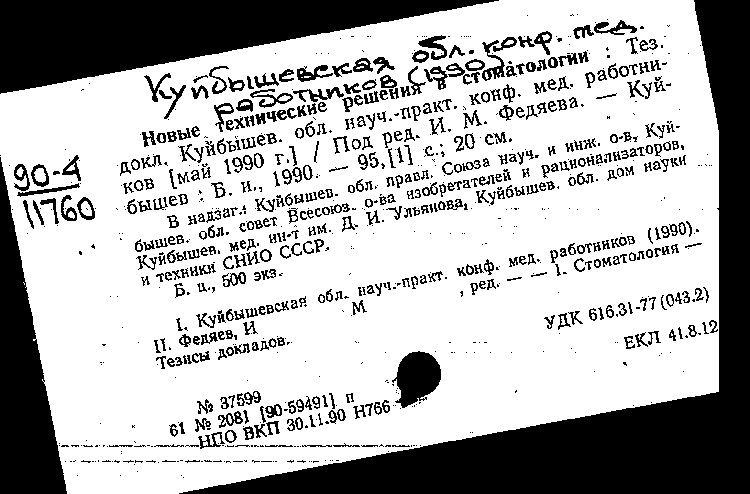 Куйбышевская обл. конф. мед.
работников (1990)
Новые технические решения в стоматологии : Тез.
докл. Куйбышев. обл. науч.-практ. конф. мед. работни-
ков [май 1990 г.] / Под ред. И. М. Федяева. — Куй-
бышев : Б. и., 1990. — 95,[1] с.; 20 см.
90-4
11760
В надзаг.: Куйбышев. обл. правл. Союза науч. и инж. о-в, Куй-
бышев. обл. совет Всесоюз. о-ва изобретателей и рационализаторов,
Куйбышев. мед. ин-т им. Д. И. Ульянова, Куйбышев. обл. дом науки
и техники СНИО СССР.
Б. ц., 500 экз.
I. Куйбышевская обл. науч.-практ. конф. мед. работников (1990).
II. Федяев, И М , ред. — — 1. Стоматология —
Тезисы докладов.
УДК 616.31-77(043.2)
ЕКЛ 41.8.12
№ 37599
61 № 2081 [90-59491] п
НПО ВКП 30.11.90 Н766